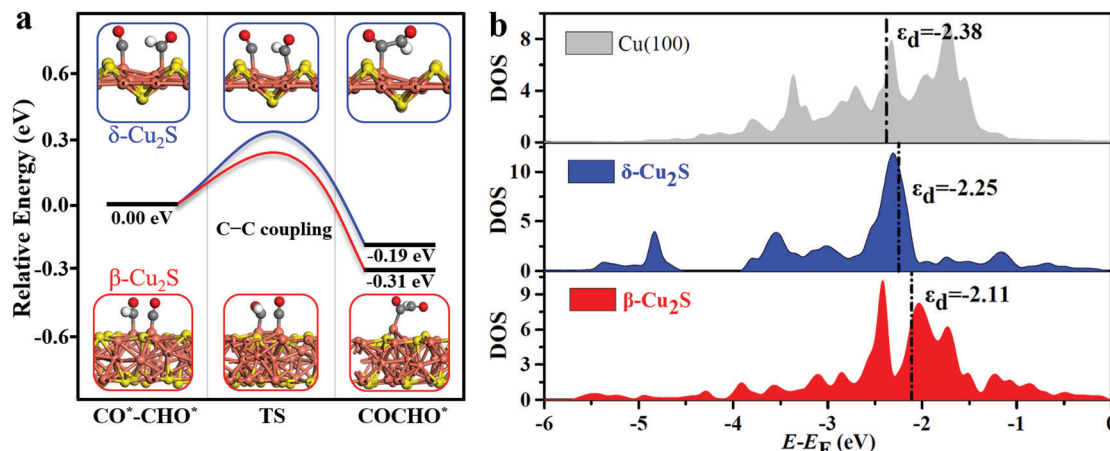 a
Relative Energy (eV)
0.6
0.3
0.0
-0.3
-0.6
δ-Cu₂S
0.00 eV
C−C coupling
-0.19 eV
-0.31 eV
β-Cu₂S
CO*-CHO*
TS
COCHO*
b
DOS
8
4
0
Cu(100)
εd=-2.38
DOS
10
5
0
δ-Cu₂S
εd=-2.25
DOS
9
6
3
0
β-Cu₂S
εd=-2.11
-6
-5
-4
-3
-2
-1
0
E-EF (eV)